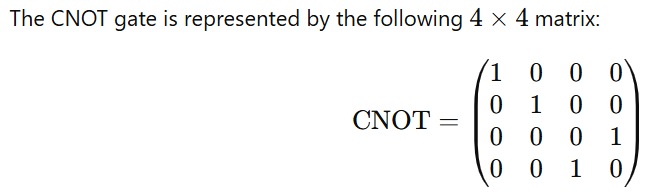 The CNOT gate is represented by the following 4 × 4 matrix:
CNOT =
1 0 0 0
0 1 0 0
0 0 0 1
0 0 1 0